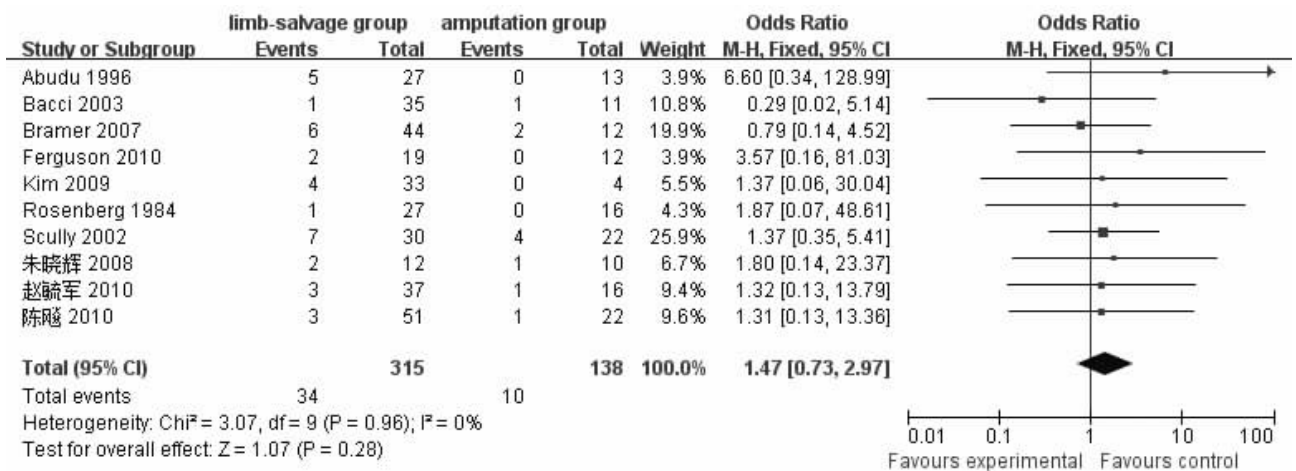 limb-salvage group amputation group Odds Ratio Odds Ratio
Study or Subgroup Events Total Events Total Weight M-H, Fixed, 95% CI M-H, Fixed, 95% CI
Abudu 1996 5 27 0 13 3.9% 6.60 [0.34, 128.99]
Bacci 2003 1 35 1 11 10.8% 0.29 [0.02, 5.14]
Bramer 2007 6 44 2 12 19.9% 0.79 [0.14, 4.52]
Ferguson 2010 2 19 0 12 3.9% 3.57 [0.16, 81.03]
Kim 2009 4 33 0 4 5.5% 1.37 [0.06, 30.04]
Rosenberg 1984 1 27 0 16 4.3% 1.87 [0.07, 48.61]
Scully 2002 7 30 4 22 25.9% 1.37 [0.35, 5.41]
朱晓辉 2008 2 12 1 10 6.7% 1.80 [0.14, 23.37]
赵毓军 2010 3 37 1 16 9.4% 1.32 [0.13, 13.79]
陈飚 2010 3 51 1 22 9.6% 1.31 [0.13, 13.36]
Total (95% CI) 315 138 100.0% 1.47 [0.73, 2.97]
Total events 34 10
Heterogeneity: Chi² = 3.07, df = 9 (P = 0.96); I² = 0%
Test for overall effect: Z = 1.07 (P = 0.28)
0.01 0.1 1 10 100
Favours experimental Favours control